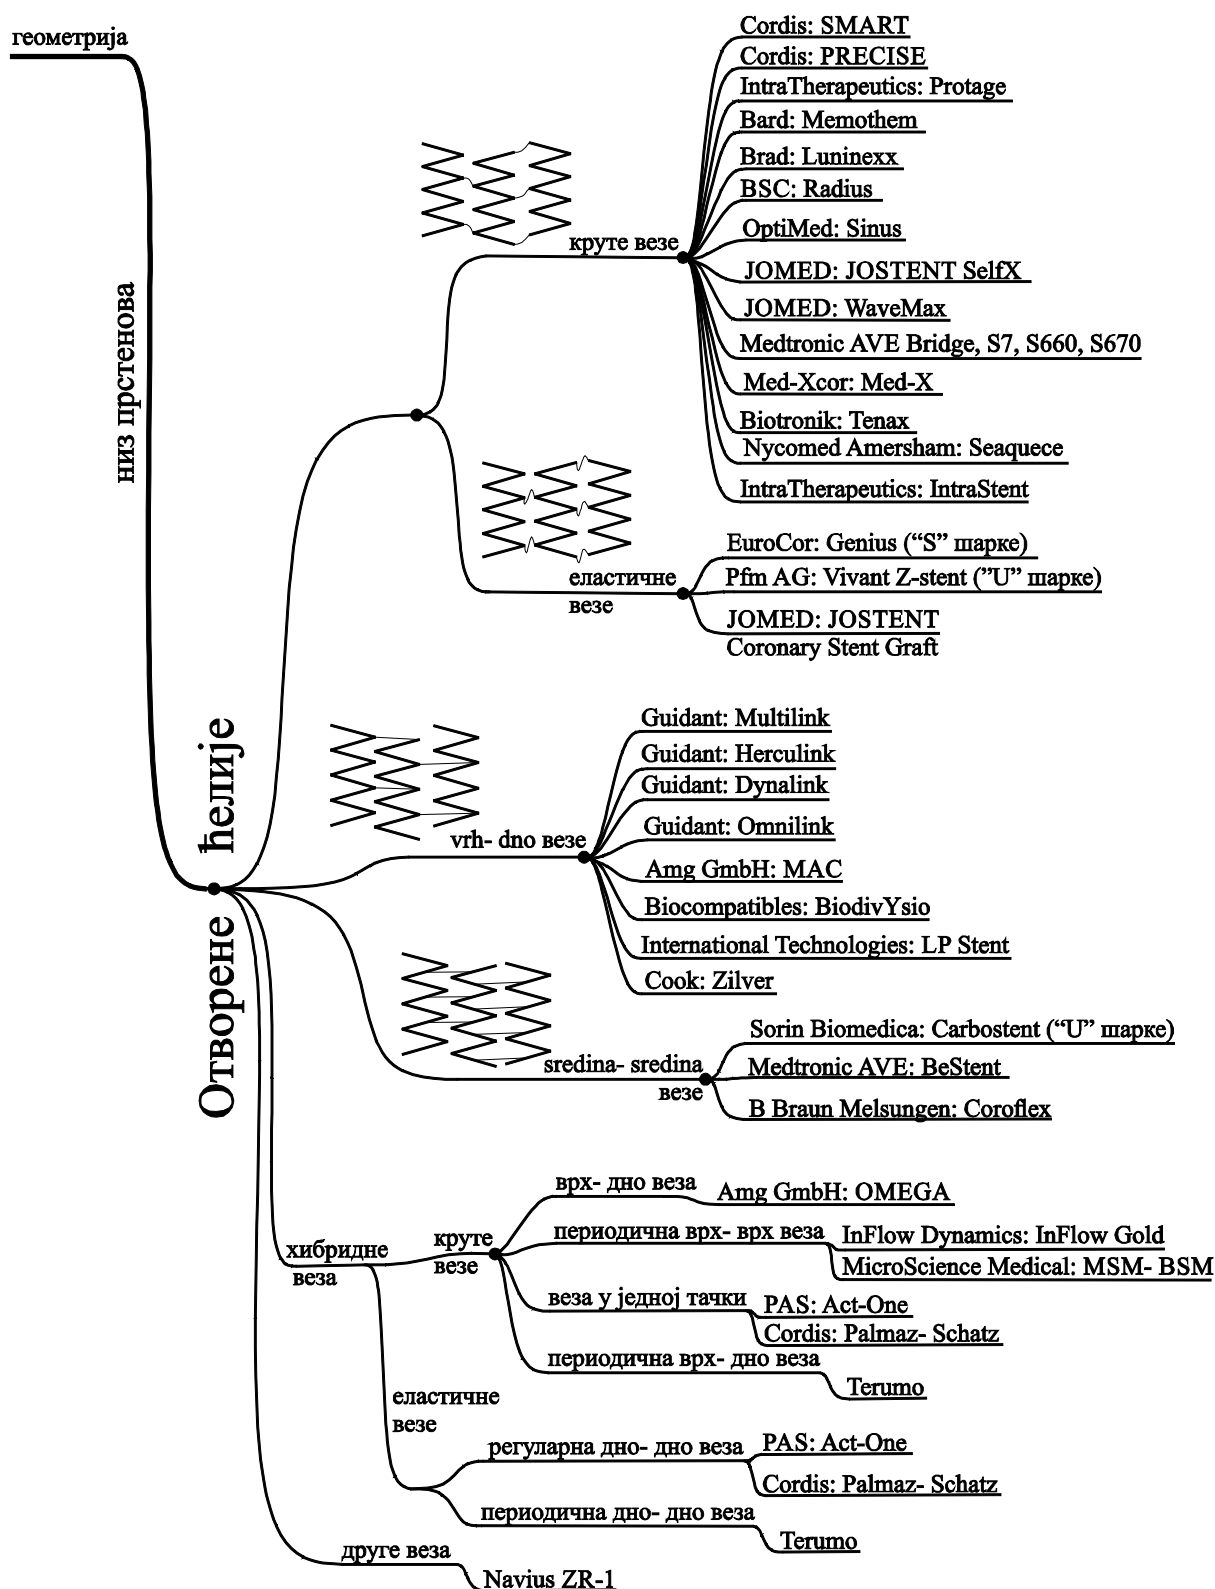 геометрија
низ прстенова
Отворене ћелије
круте везе
Cordis: SMART
Cordis: PRECISE
IntraTherapeutics: Protage
Bard: Memothem
Brad: Luninexx
BSC: Radius
OptiMed: Sinus
JOMED: JOSTENT SelfX
JOMED: WaveMax
Medtronic AVE Bridge, S7, S660, S670
Med-Xcor: Med-X
Biotronik: Tenax
Nycomed Amersham: Seaquece
IntraTherapeutics: IntraStent
еластичне
везе
EuroCor: Genius (“S” шарке)
Pfm AG: Vivant Z-stent (”U” шарке)
JOMED: JOSTENT
Coronary Stent Graft
vrh- dno везе
Guidant: Multilink
Guidant: Herculink
Guidant: Dynalink
Guidant: Omnilink
Amg GmbH: MAC
Biocompatibles: BiodivYsio
International Technologies: LP Stent
Cook: Zilver
sredina- sredina
везе
Sorin Biomedica: Carbostent (“U” шарке)
Medtronic AVE: BeStent
B Braun Melsungen: Coroflex
хибридне
веза
круте
везе
врх- дно веза
Amg GmbH: OMEGA
периодична врх- врх веза
InFlow Dynamics: InFlow Gold
MicroScience Medical: MSM- BSM
веза у једној тачки
PAS: Act-One
Cordis: Palmaz- Schatz
периодична врх- дно веза
Terumo
еластичне
везе
регуларна дно- дно веза
PAS: Act-One
Cordis: Palmaz- Schatz
периодична дно- дно веза
Terumo
друге веза
Navius ZR-1